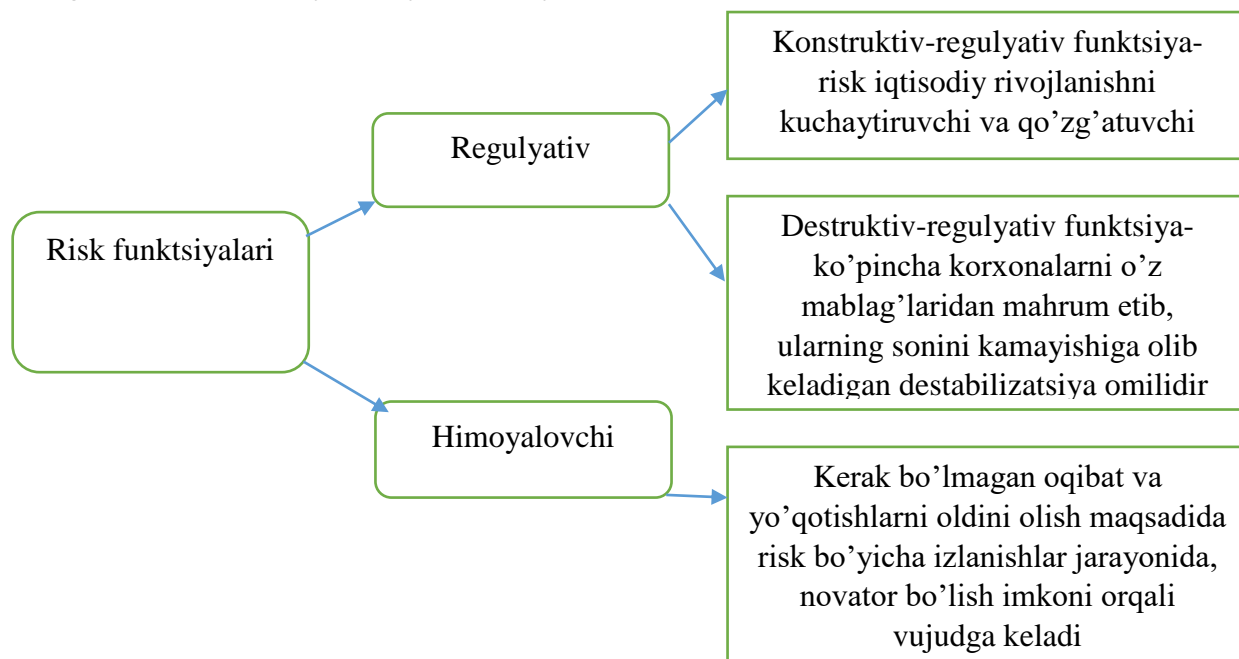 Risk funktsiyalari
Regulyativ
Himoyalovchi
Konstruktiv-regulyativ funktsiya-
risk iqtisodiy rivojlanishni
kuchaytiruvchi va qo’zg’atuvchi
Destruktiv-regulyativ funktsiya-
ko’pincha korxonalarni o’z
mablag’laridan mahrum etib,
ularning sonini kamayishiga olib
keladigan destabilizatsiya omilidir
Kerak bo’lmagan oqibat va
yo’qotishlarni oldini olish maqsadida
risk bo’yicha izlanishlar jarayonida,
novator bo’lish imkoni orqali
vujudga keladi